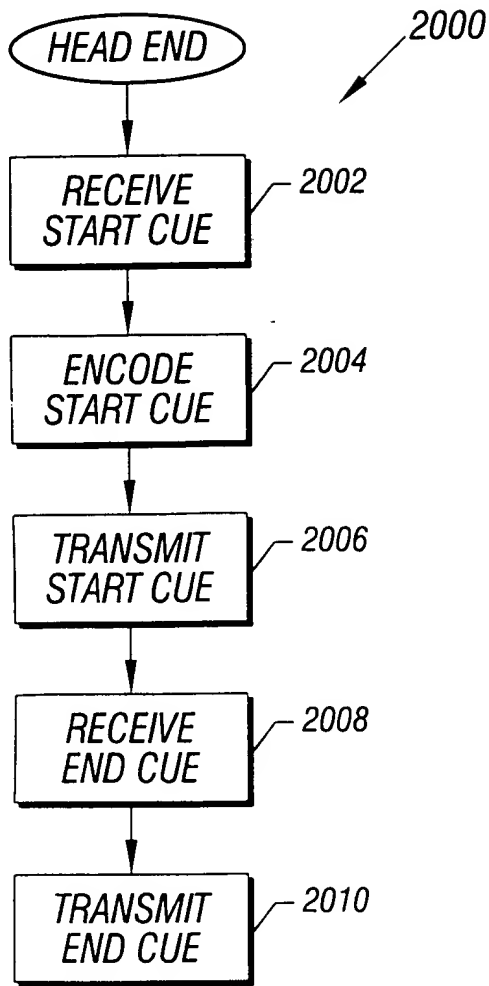 HEAD END
2000
RECEIVE
START CUE
2002
ENCODE
START CUE
2004
TRANSMIT
START CUE
2006
RECEIVE
END CUE
2008
TRANSMIT
END CUE
2010